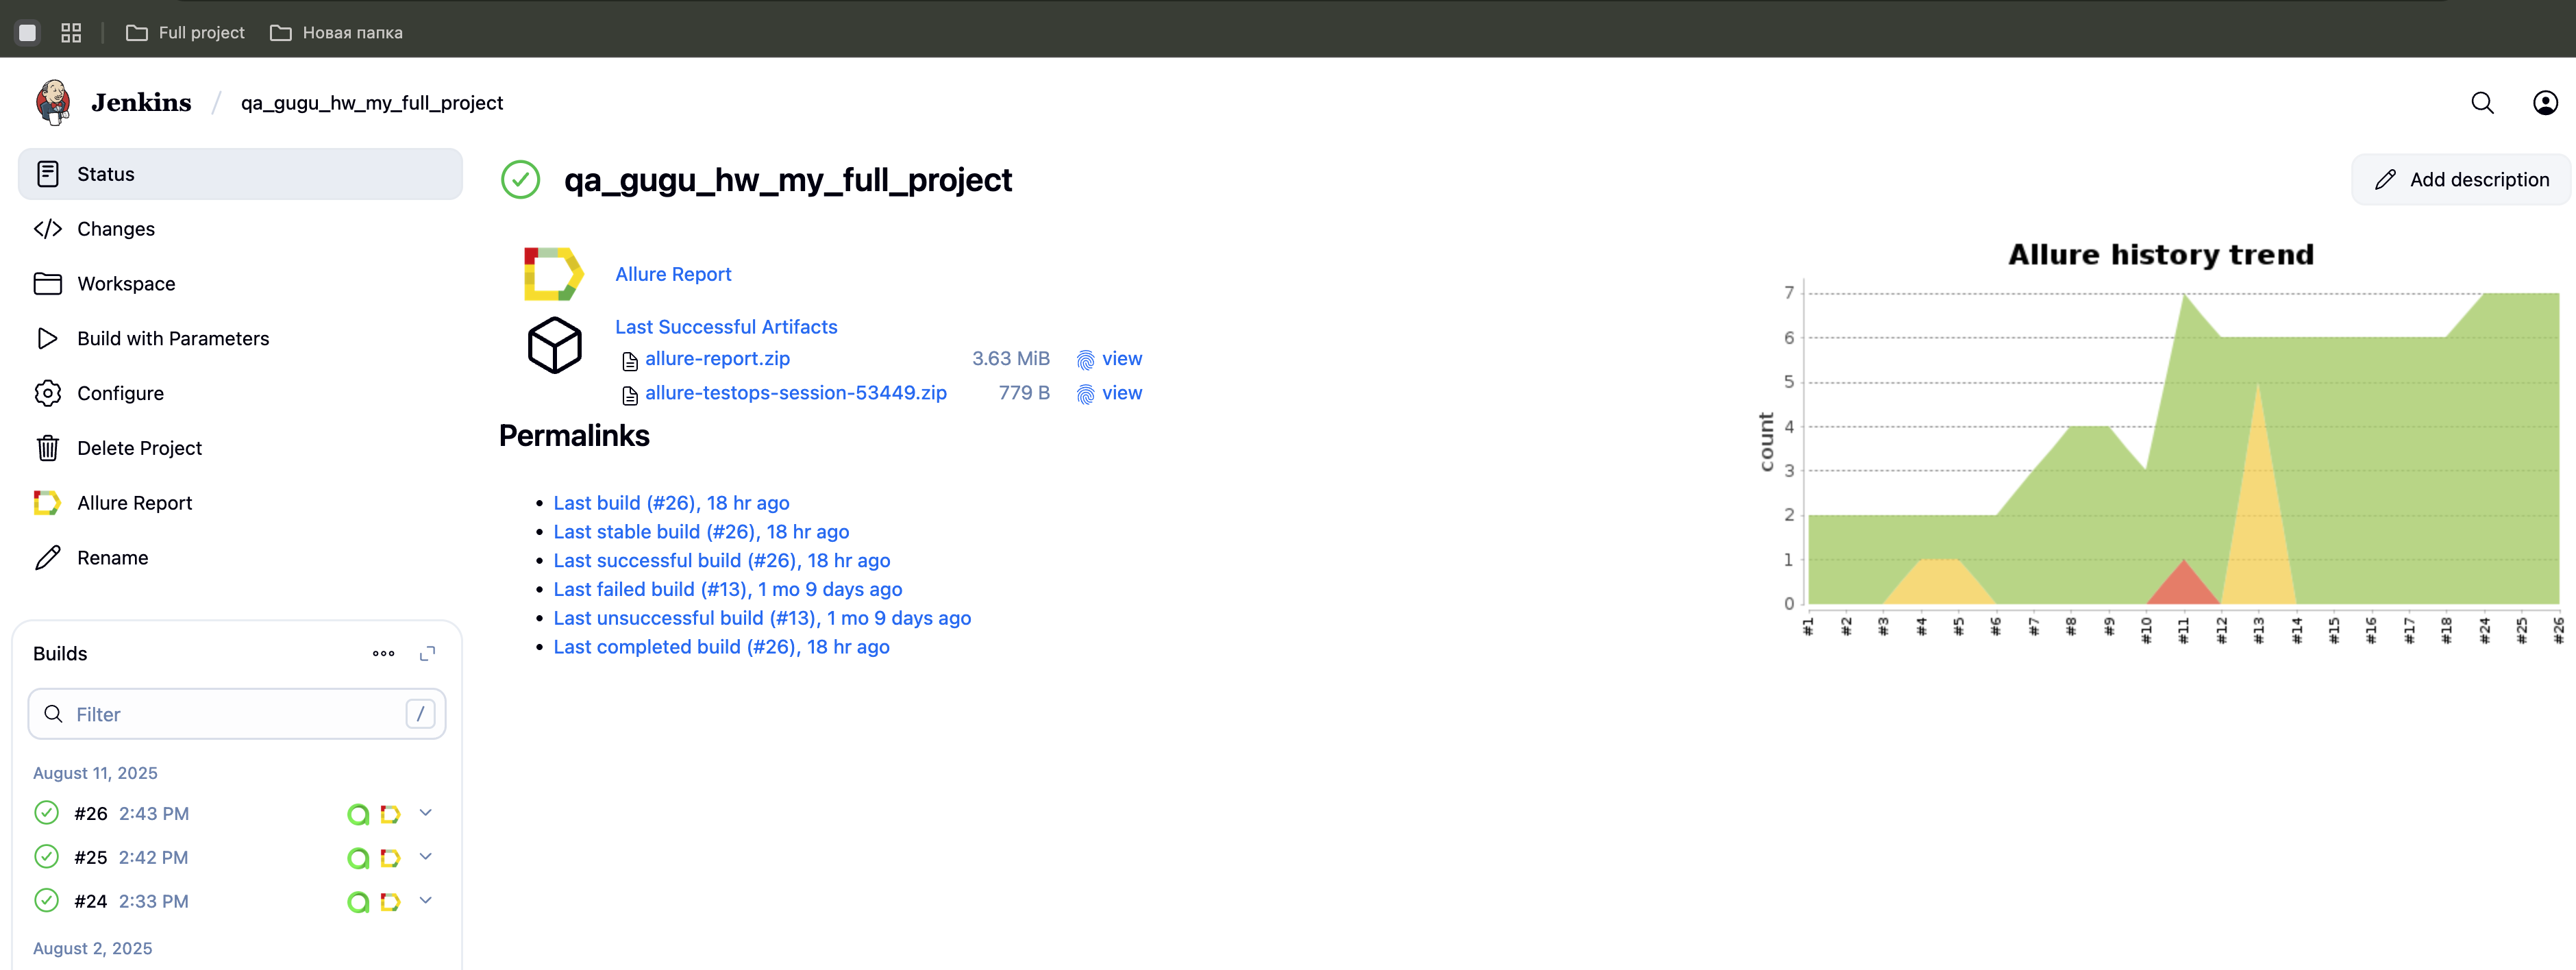 Full project Новая папка
Jenkins / qa_gugu_hw_my_full_project
Status
Changes
Workspace
Build with Parameters
Configure
Delete Project
Allure Report
Rename
Builds
Filter /
August 11, 2025
#26 2:43 PM
#25 2:42 PM
#24 2:33 PM
August 2, 2025
qa_gugu_hw_my_full_project
Add description
Allure Report
Last Successful Artifacts
allure-report.zip 3.63 MiB view
allure-testops-session-53449.zip 779 B view
Permalinks
Last build (#26), 18 hr ago
Last stable build (#26), 18 hr ago
Last successful build (#26), 18 hr ago
Last failed build (#13), 1 mo 9 days ago
Last unsuccessful build (#13), 1 mo 9 days ago
Last completed build (#26), 18 hr ago
Allure history trend
count
7
6
5
4
3
2
1
0
#1 #2 #3 #4 #5 #6 #7 #8 #9 #10 #11 #12 #13 #14 #15 #16 #17 #18 #24 #25 #26